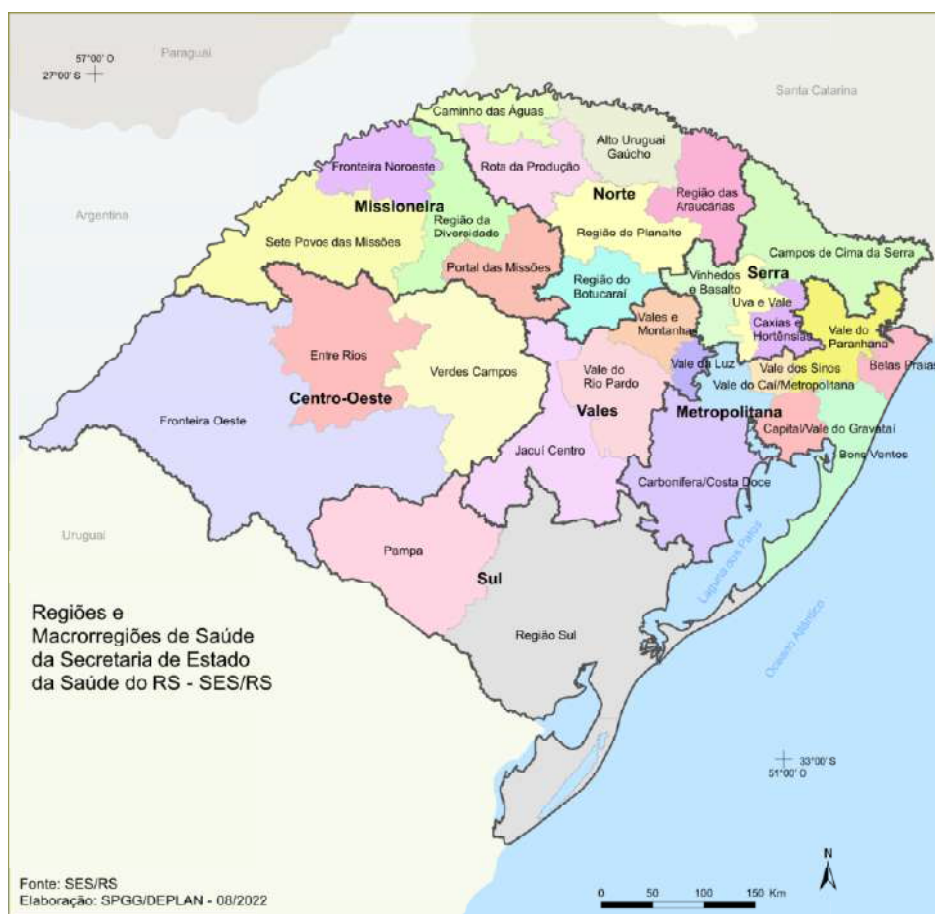 Paraguai
57°00' O
27°00' S
Santa Catarina
Caminho das Águas
Alto Uruguai
Gaúcho
Fronteira Noroeste
Rota da Produção
Região das
Araucárias
Norte
Argentina
Missioneira
Região da
Diversidade
Sete Povos das Missões
Região do Planalto
Campos de Cima da Serra
Portal das Missões
Região do
Botucaraí
Vinhedos
e Basalto
Serra
Uva e Vale
Vales e
Montanhas
Caxias e
Hortênsias
Vale do
Paranhana
Entre Rios
Verdes Campos
Vale do
Rio Pardo
Vale da Luz
Vale dos Sinos
Belas Praias
Vale do Caí/Metropolitana
Centro-Oeste
Fronteira Oeste
Vales
Metropolitana
Capital/Vale do Gravataí
Jacuí Centro
Bons Ventos
Carbonífera/Costa Doce
Uruguai
Pampa
Sul
Laguna dos Patos
Região Sul
Oceano Atlântico
Regiões e
Macrorregiões de Saúde
da Secretaria de Estado
da Saúde do RS - SES/RS
33°00' S
51°00' O
N
Fonte: SES/RS
Elaboração: SPGG/DEPLAN - 08/2022
0 50 100 150 Km